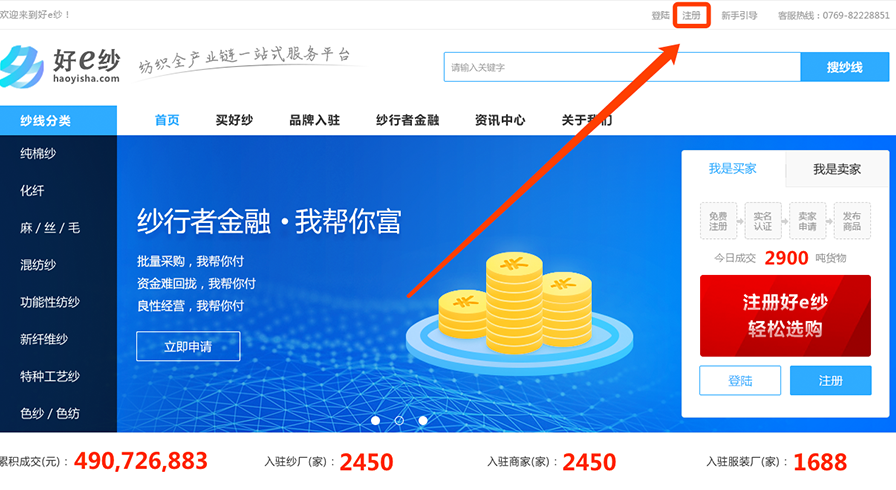 欢迎来到好e纱！
登陆 注册 新手引导 客服热线：0769-82228851
好e纱
haoyisha.com
纺织全产业链一站式服务平台
请输入关键字
搜纱线
纱线分类
首页 买好纱 品牌入驻 纱行者金融 资讯中心 关于我们
纯棉纱
化纤
麻 / 丝 / 毛
混纺纱
功能性纺纱
新纤维纱
特种工艺纱
色纱 / 色纺
纱行者金融 • 我帮你富
批量采购，我帮你付
资金难回拢，我帮你付
良性经营，我帮你付
立即申请
我是买家 我是卖家
免费
注册
实名
认证
卖家
申请
发布
商品
今日成交 2900 吨货物
注册好e纱
轻松选购
登陆 注册
累积成交(元)： 490,726,883 入驻纱厂(家)： 2450 入驻商家(家)： 2450 入驻服装厂(家)： 1688